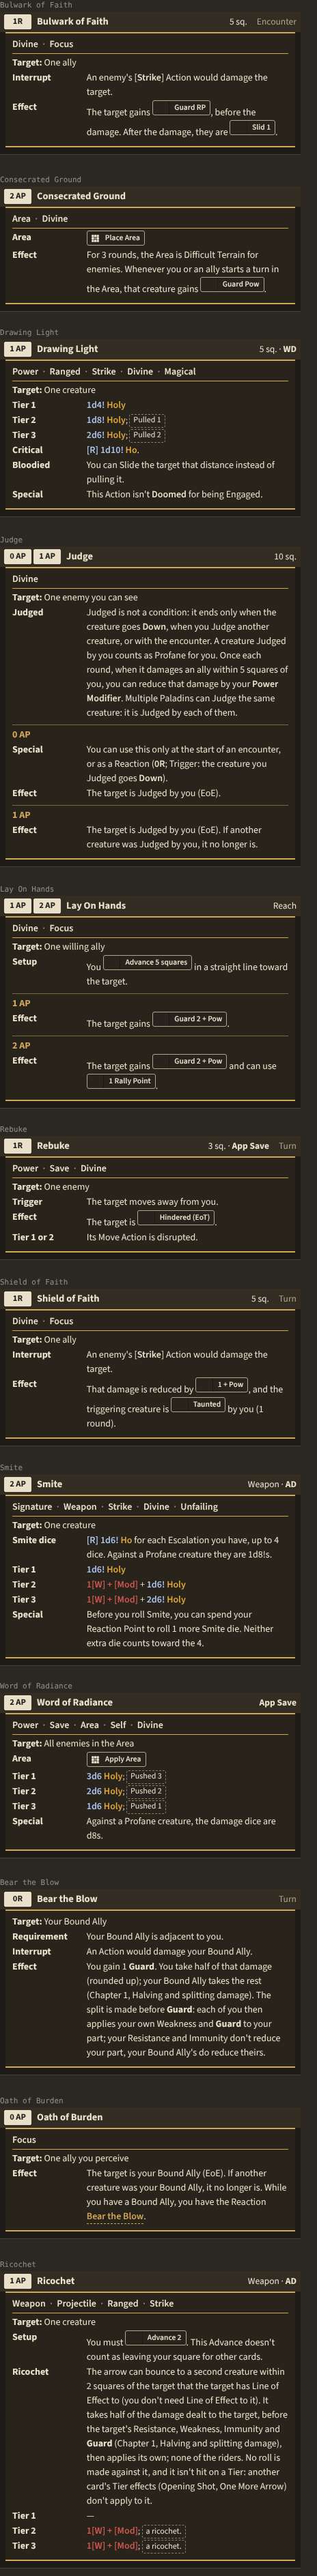 Bulwark of Faith
1R Bulwark of Faith 5 sq. Encounter
Divine · Focus
Target: One ally
Interrupt An enemy's [Strike] Action would damage the
target.
Effect The target gains Guard RP, before the
damage. After the damage, they are Slid 1.
Consecrated Ground
2 AP Consecrated Ground
Area · Divine
Area Place Area
Effect For 3 rounds, the Area is Difficult Terrain for
enemies. Whenever you or an ally starts a turn in
the Area, that creature gains Guard Pow.
Drawing Light
1 AP Drawing Light 5 sq. · WD
Power · Ranged · Strike · Divine · Magical
Target: One creature
Tier 1 1d4! Holy
Tier 2 1d8! Holy; Pulled 1
Tier 3 2d6! Holy; Pulled 2
Critical [R] 1d10! Ho.
Bloodied You can Slide the target that distance instead of
pulling it.
Special This Action isn't Doomed for being Engaged.
Judge
0 AP 1 AP Judge 10 sq.
Divine
Target: One enemy you can see
Judged Judged is not a condition: it ends only when the
creature goes Down, when you Judge another
creature, or with the encounter. A creature Judged
by you counts as Profane for you. Once each
round, when it damages an ally within 5 squares of
you, you can reduce that damage by your Power
Modifier. Multiple Paladins can Judge the same
creature: it is Judged by each of them.
0 AP
Special You can use this only at the start of an encounter,
or as a Reaction (0R; Trigger: the creature you
Judged goes Down).
Effect The target is Judged by you (EoE).
1 AP
Effect The target is Judged by you (EoE). If another
creature was Judged by you, it no longer is.
Lay On Hands
1 AP 2 AP Lay On Hands Reach
Divine · Focus
Target: One willing ally
Setup You Advance 5 squares in a straight line toward
the target.
1 AP
Effect The target gains Guard 2 + Pow.
2 AP
Effect The target gains Guard 2 + Pow and can use
1 Rally Point.
Rebuke
1R Rebuke 3 sq. · App Save Turn
Power · Save · Divine
Target: One enemy
Trigger The target moves away from you.
Effect The target is Hindered (EoT).
Tier 1 or 2 Its Move Action is disrupted.
Shield of Faith
1R Shield of Faith 5 sq. Turn
Divine · Focus
Target: One ally
Interrupt An enemy's [Strike] Action would damage the
target.
Effect That damage is reduced by 1 + Pow, and the
triggering creature is Taunted by you (1
round).
Smite
2 AP Smite Weapon · AD
Signature · Weapon · Strike · Divine · Unfailing
Target: One creature
Smite dice [R] 1d6! Ho for each Escalation you have, up to 4
dice. Against a Profane creature they are 1d8!s.
Tier 1 1d6! Holy
Tier 2 1[W] + [Mod] + 1d6! Holy
Tier 3 1[W] + [Mod] + 2d6! Holy
Special Before you roll Smite, you can spend your
Reaction Point to roll 1 more Smite die. Neither
extra die counts toward the 4.
Word of Radiance
2 AP Word of Radiance App Save
Power · Save · Area · Self · Divine
Target: All enemies in the Area
Area Apply Area
Tier 1 3d6 Holy; Pushed 3
Tier 2 2d6 Holy; Pushed 2
Tier 3 1d6 Holy; Pushed 1
Special Against a Profane creature, the damage dice are
d8s.
Bear the Blow
0R Bear the Blow Turn
Target: Your Bound Ally
Requirement Your Bound Ally is adjacent to you.
Interrupt An Action would damage your Bound Ally.
Effect You gain 1 Guard. You take half of that damage
(rounded up); your Bound Ally takes the rest
(Chapter 1, Halving and splitting damage). The
split is made before Guard: each of you then
applies your own Weakness and Guard to your
part; your Resistance and Immunity don't reduce
your part, your Bound Ally's do reduce theirs.
Oath of Burden
0 AP Oath of Burden
Focus
Target: One ally you perceive
Effect The target is your Bound Ally (EoE). If another
creature was your Bound Ally, it no longer is. While
you have a Bound Ally, you have the Reaction
Bear the Blow.
Ricochet
1 AP Ricochet Weapon · AD
Weapon · Projectile · Ranged · Strike
Target: One creature
Setup You must Advance 2. This Advance doesn't
count as leaving your square for other cards.
Ricochet The arrow can bounce to a second creature within
2 squares of the target that the target has Line of
Effect to (you don't need Line of Effect to it). It
takes half of the damage dealt to the target, before
the target's Resistance, Weakness, Immunity and
Guard (Chapter 1, Halving and splitting damage),
then applies its own; none of the riders. No roll is
made against it, and it isn't hit on a Tier: another
card's Tier effects (Opening Shot, One More Arrow)
don't apply to it.
Tier 1 —
Tier 2 1[W] + [Mod]; a ricochet.
Tier 3 1[W] + [Mod]; a ricochet.